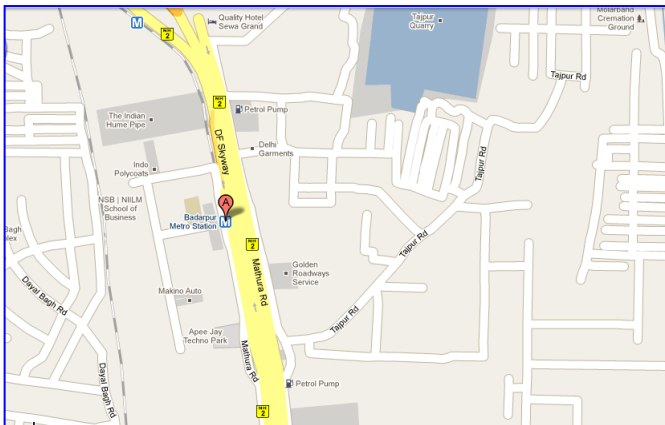 Quality Hotel
Sewa Grand
Tajpur
Quarry
Molarband
Cremation
Ground
M
NH
2
Tajpur Rd
NH
2
Petrol Pump
The Indian
Hume Pipe
DF Skyway
Delhi
Garments
Indo
Polycoats
Tajpur Rd
NSB | NIILM
School of
Business
A
Badarpur
Metro Station
M
Bagh
NH
2
Tajpur Rd
Golden
Roadways
Service
Mathura Rd
Dayal Bagh Rd
Makino Auto
Tajpur Rd
Apee Jay
Techno Park
Mathura Rd
Dayal Bagh Rd
Petrol Pump
NH
2